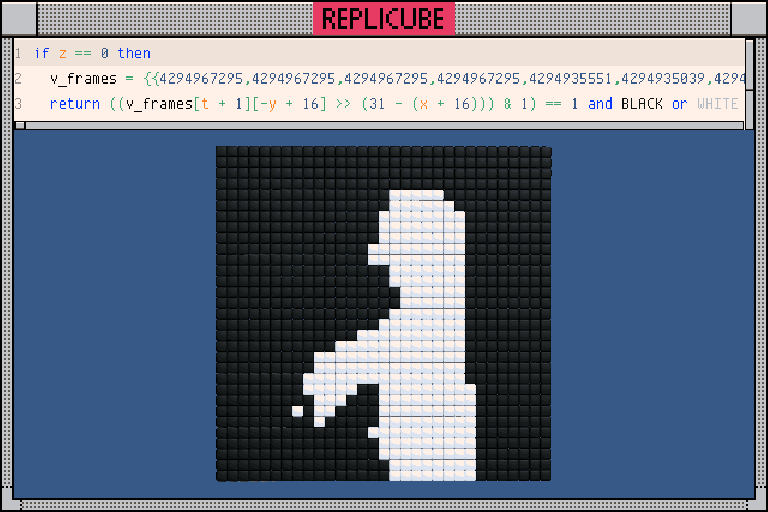 REPLICUBE
1 if z == 0 then
2 v_frames = {{4294967295,4294967295,4294967295,4294967295,4294935551,4294935039,4294
3 return ((v_frames[t + 1][-y + 16] >> (31 - (x + 16))) & 1) == 1 and BLACK or WHITE